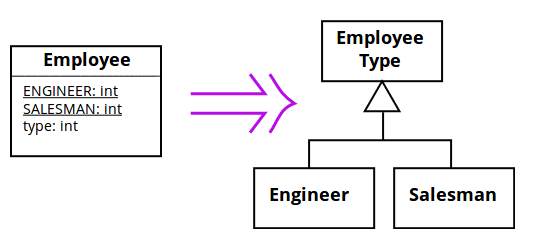 Employee
ENGINEER: int
SALESMAN: int
type: int
Employee
Type
Engineer
Salesman